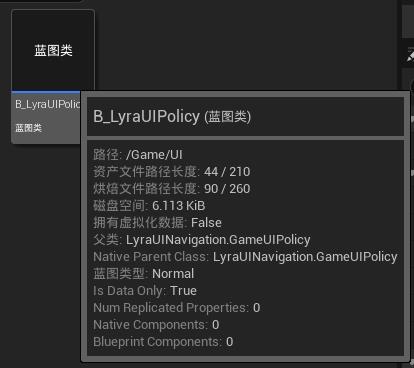 蓝图类
B_LyraUIPolic
蓝图类
B_LyraUIPolicy (蓝图类)
路径: /Game/UI
资产文件路径长度: 44 / 210
烘焙文件路径长度: 90 / 260
磁盘空间: 6.113 KiB
拥有虚拟化数据: False
父类: LyraUINavigation.GameUIPolicy
Native Parent Class: LyraUINavigation.GameUIPolicy
蓝图类型: Normal
Is Data Only: True
Num Replicated Properties: 0
Native Components: 0
Blueprint Components: 0